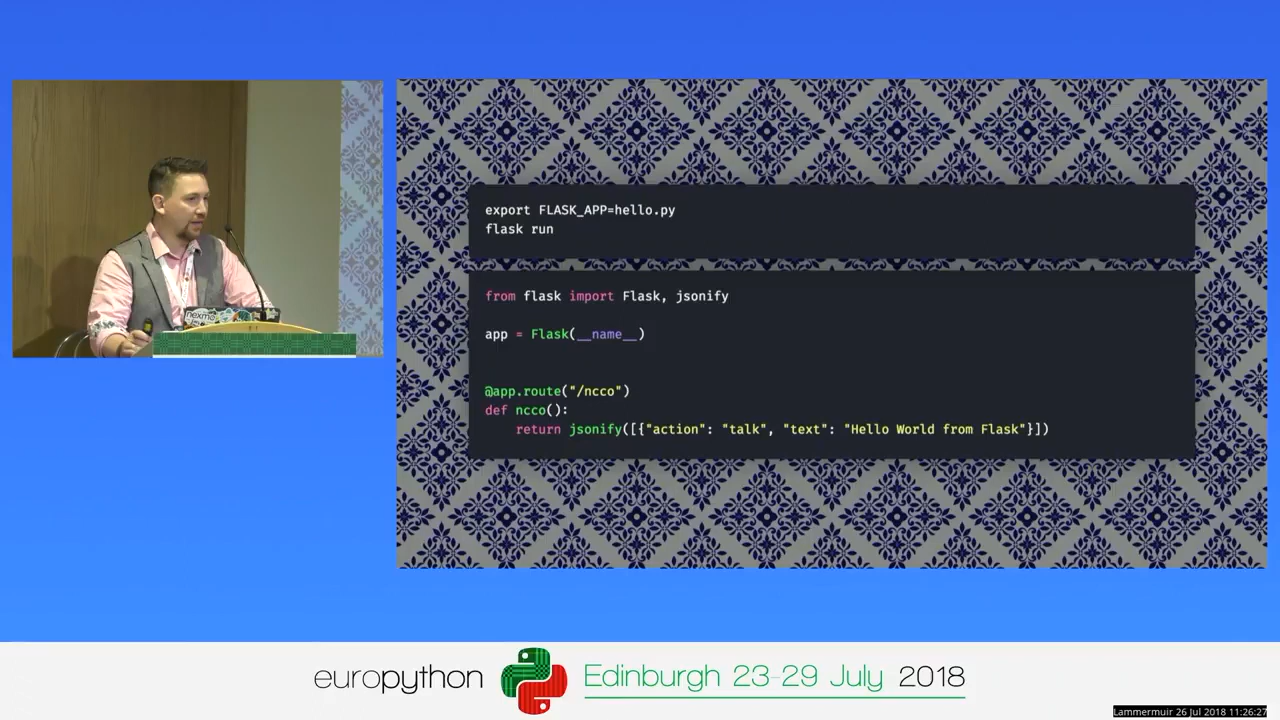 nexmo
export FLASK_APP=hello.py
flask run
from flask import Flask, jsonify
app = Flask(__name__)
@app.route("/ncco")
def ncco():
    return jsonify([{"action": "talk", "text": "Hello World from Flask"}])
europython
Edinburgh 23-29 July 2018
Lammermuir 26 Jul 2018 11:26:27